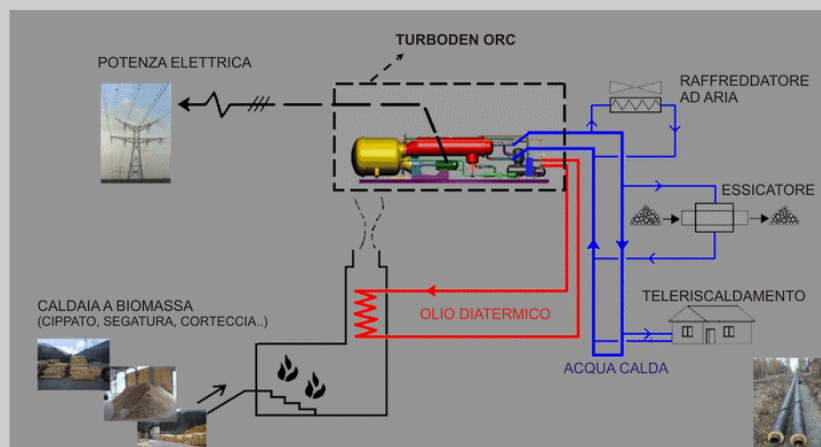 TURBODEN ORC
POTENZA ELETTRICA
RAFFREDDATORE
AD ARIA
ESSICATORE
CALDAIA A BIOMASSA
(CIPPATO, SEGATURA, CORTECCIA..)
OLIO DIATERMICO
TELERISCALDAMENTO
ACQUA CALDA